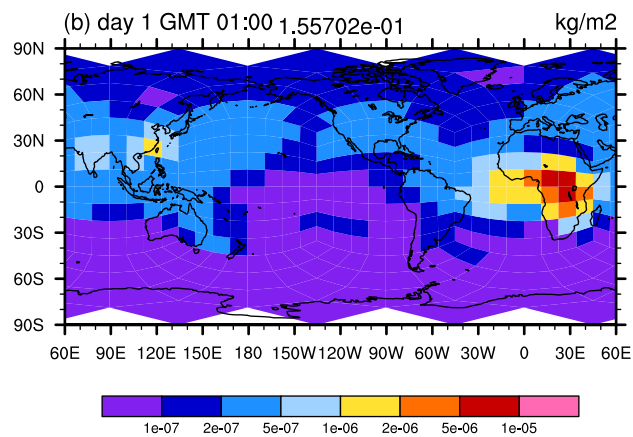 (b) day 1 GMT 01:00 1.55702e-01 kg/m2
90N
60N
30N
0
30S
60S
90S
60E 90E 120E 150E 180 150W 120W 90W 60W 30W 0 30E 60E
1e-07 2e-07 5e-07 1e-06 2e-06 5e-06 1e-05